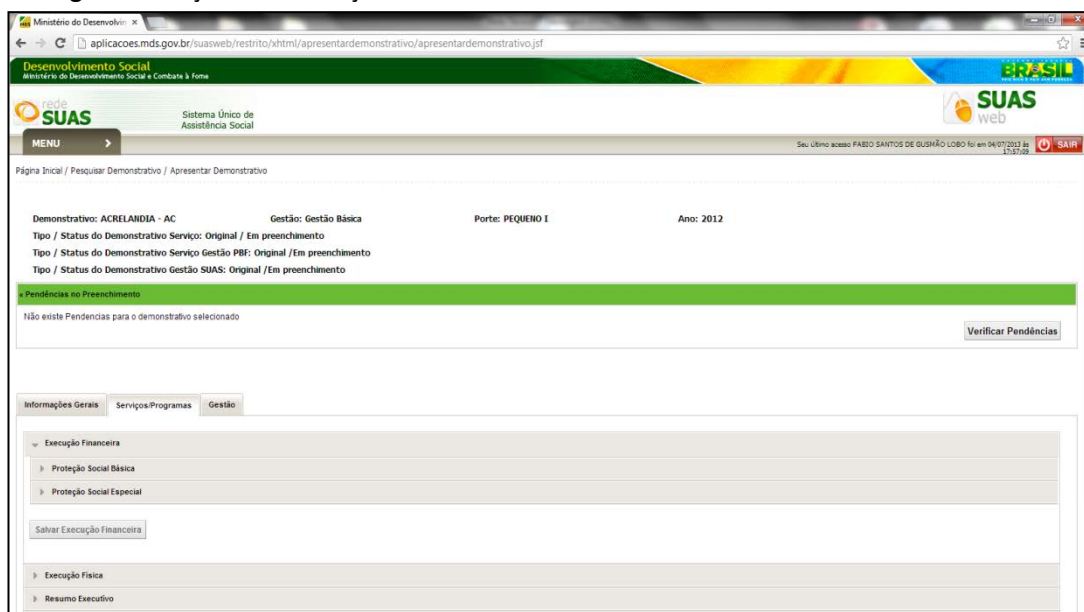 Ministério do Desenvolvin
aplicacoes.mds.gov.br/suasweb/restrito/xhtml/apresentardemonstrativo/apresentardemonstrativo.jsf
Desenvolvimento Social
Ministério do Desenvolvimento Social e Combate à Fome
BRASIL
rede
SUAS
Sistema Único de
Assistência Social
SUAS
web
MENU
Seu último acesso FABIO SANTOS DE GUSMÃO LOBO foi em 04/07/2013 às
17:57:09
SAIR
Página Inicial / Pesquisar Demonstrativo / Apresentar Demonstrativo
Demonstrativo: ACRELANDIA - AC Gestão: Gestão Básica Porte: PEQUENO I Ano: 2012
Tipo / Status do Demonstrativo Serviço: Original / Em preenchimento
Tipo / Status do Demonstrativo Serviço Gestão PBF: Original /Em preenchimento
Tipo / Status do Demonstrativo Gestão SUAS: Original /Em preenchimento
« Pendências no Preenchimento
Não existe Pendencias para o demonstrativo selecionado
Verificar Pendências
Informações Gerais Serviços/Programas Gestão
Execução Financeira
Proteção Social Básica
Proteção Social Especial
Salvar Execução Financeira
Execução Física
Resumo Executivo